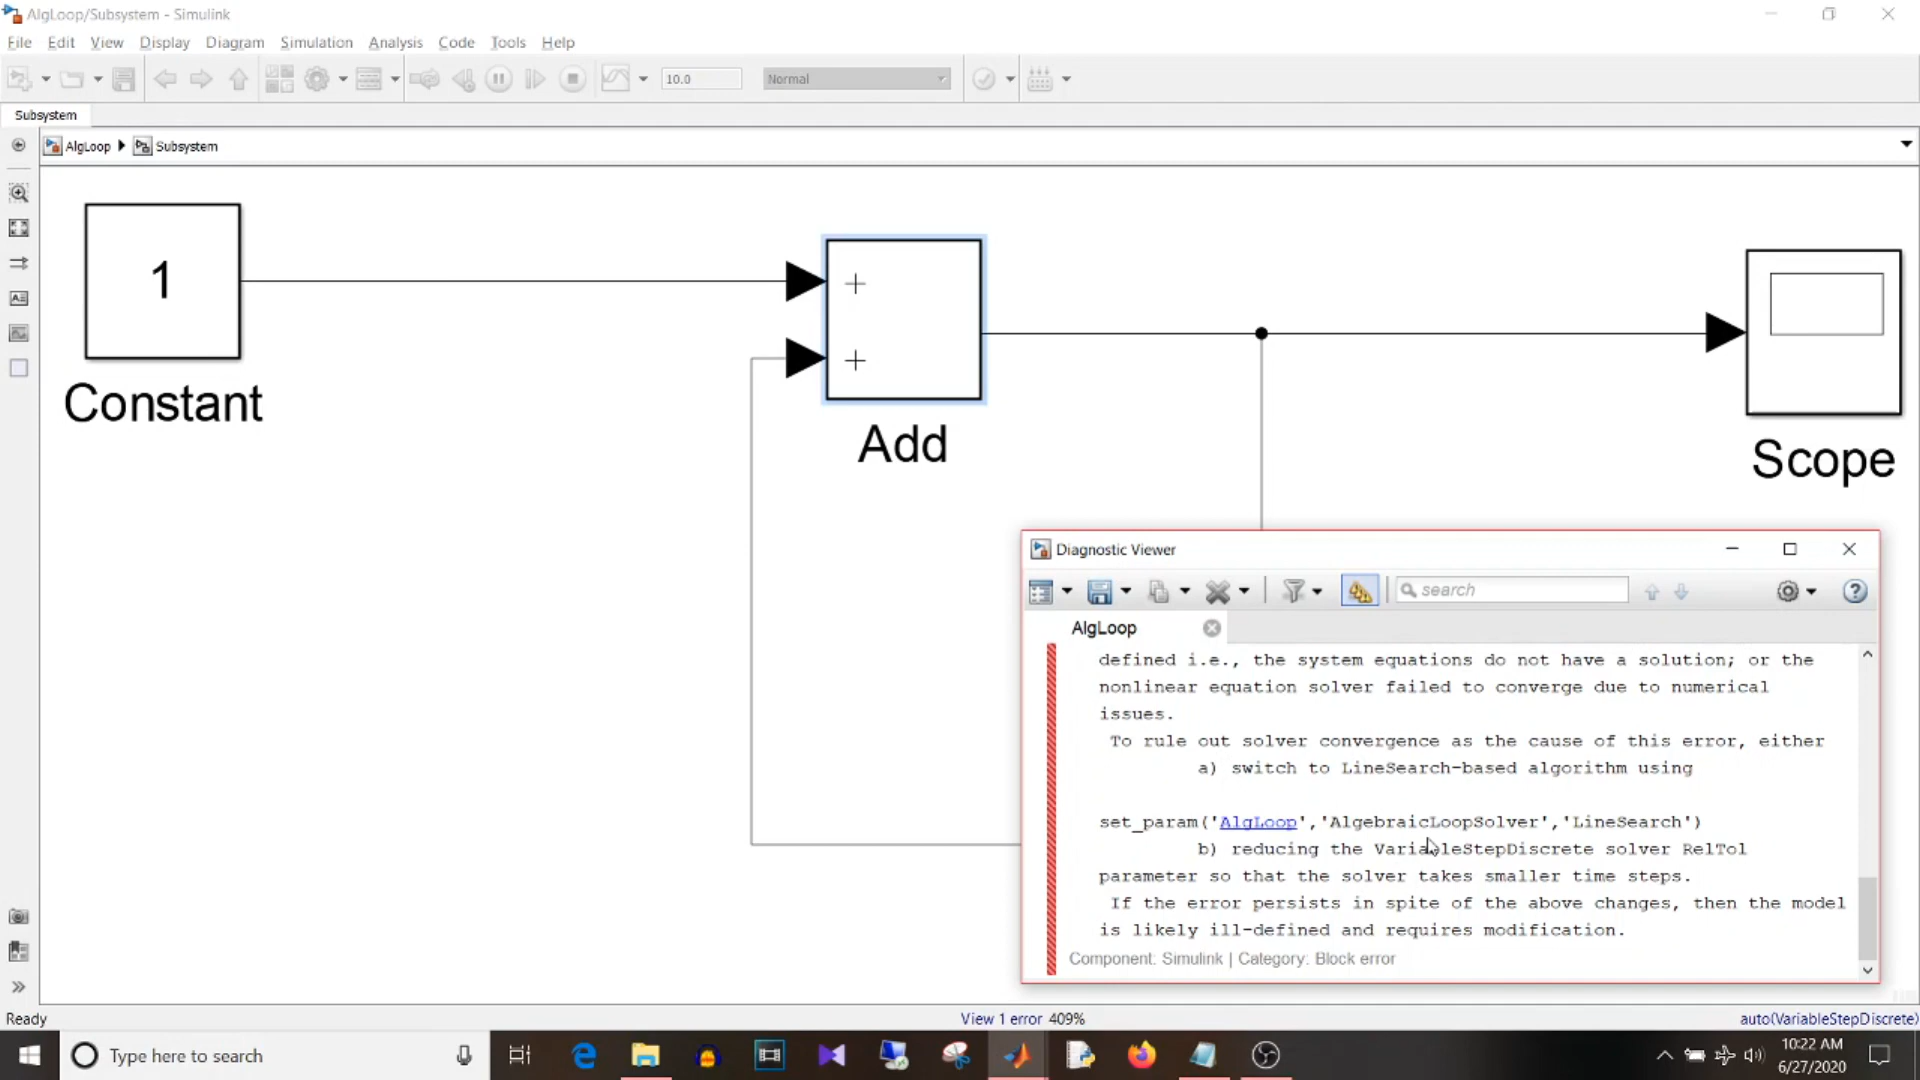 AlgLoop/Subsystem - Simulink
File Edit View Display Diagram Simulation Analysis Code Tools Help
10.0 Normal
Subsystem
AlgLoop Subsystem
1
Constant
+
+
Add
Scope
Diagnostic Viewer
search
AlgLoop
defined i.e., the system equations do not have a solution; or the
nonlinear equation solver failed to converge due to numerical
issues.
To rule out solver convergence as the cause of this error, either
a) switch to LineSearch-based algorithm using
set_param('AlgLoop','AlgebraicLoopSolver','LineSearch')
b) reducing the VariableStepDiscrete solver RelTol
parameter so that the solver takes smaller time steps.
If the error persists in spite of the above changes, then the model
is likely ill-defined and requires modification.
Component: Simulink | Category: Block error
Ready View 1 error 409% auto(VariableStepDiscrete)
Type here to search
10:22 AM
6/27/2020